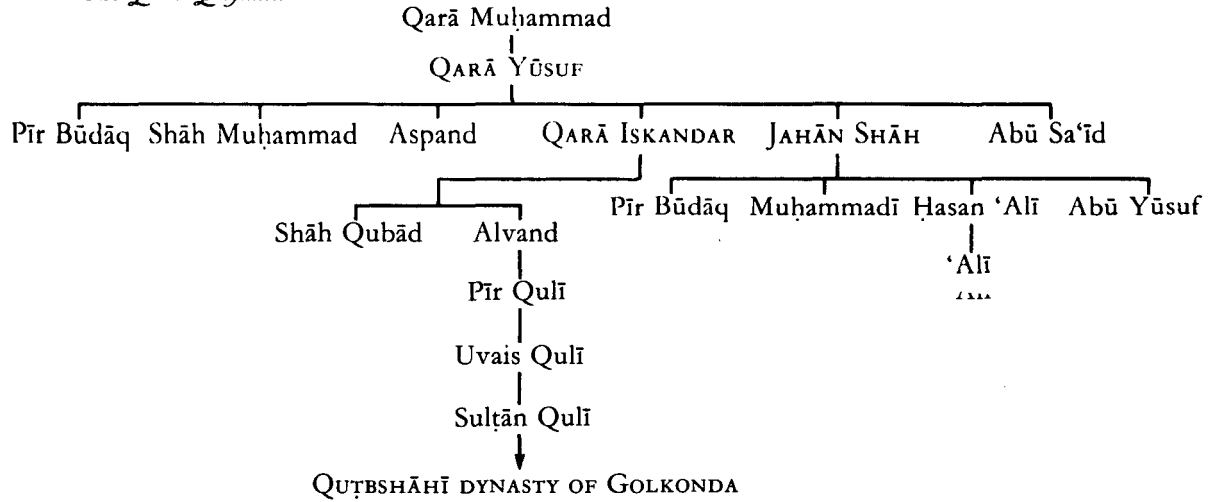 Qarā Muḥammad
QARĀ YŪSUF
Pīr Būdāq Shāh Muḥammad Aspand QARĀ ISKANDAR JAHĀN SHĀH Abū Sa‘īd
Pīr Būdāq Muḥammadī Ḥasan ‘Alī Abū Yūsuf
Shāh Qubād Alvand
‘Alī
Pīr Qulī
Uvais Qulī
Sulṭān Qulī
QUṬBSHĀHĪ DYNASTY OF GOLKONDA